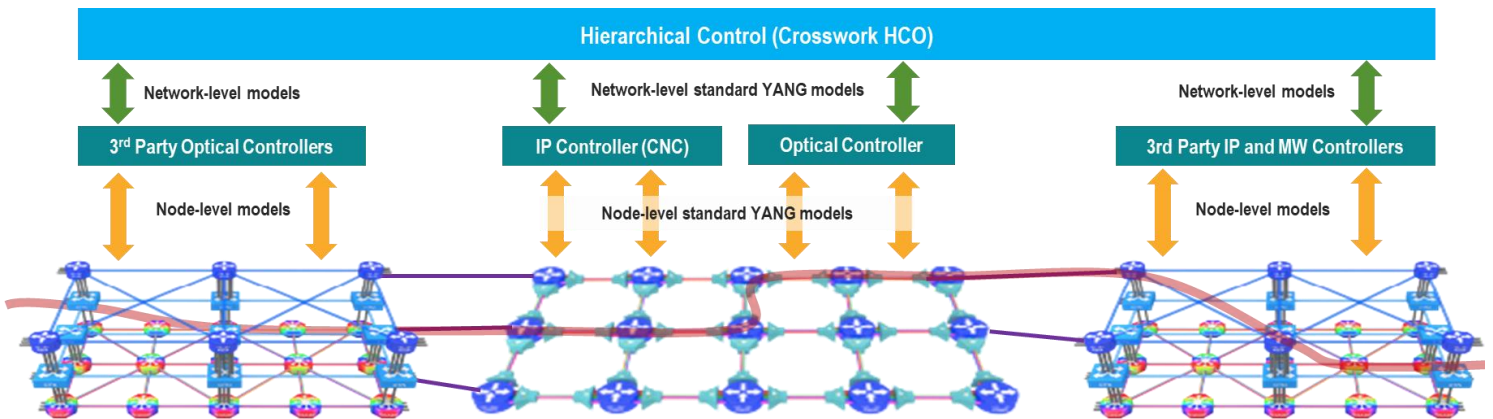 Hierarchical Control (Crosswork HCO)
Network-level models
Network-level standard YANG models
Network-level models
3rd Party Optical Controllers
IP Controller (CNC)
Optical Controller
3rd Party IP and MW Controllers
Node-level models
Node-level standard YANG models
Node-level models